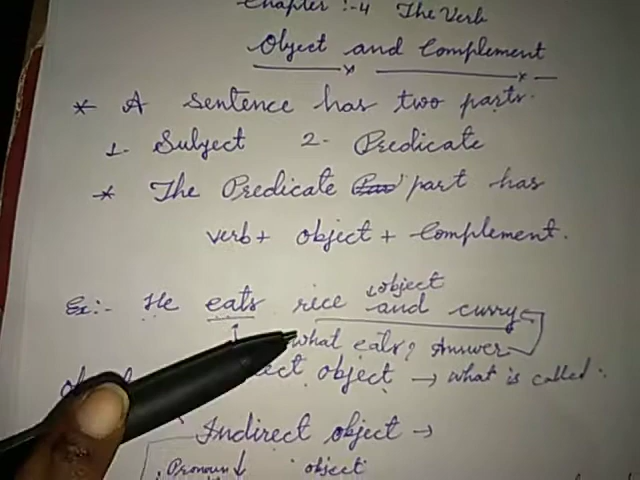 Chapter :- 4 The Verb
Object and Complement
* A sentence has two parts.
1- Subject 2- Predicate
* The Predicate part has
verb + object + Complement.
object
Ex:- He eats rice and curry
what eats? Answer
object → what is called
Indirect object →
Pronoun ↓ object